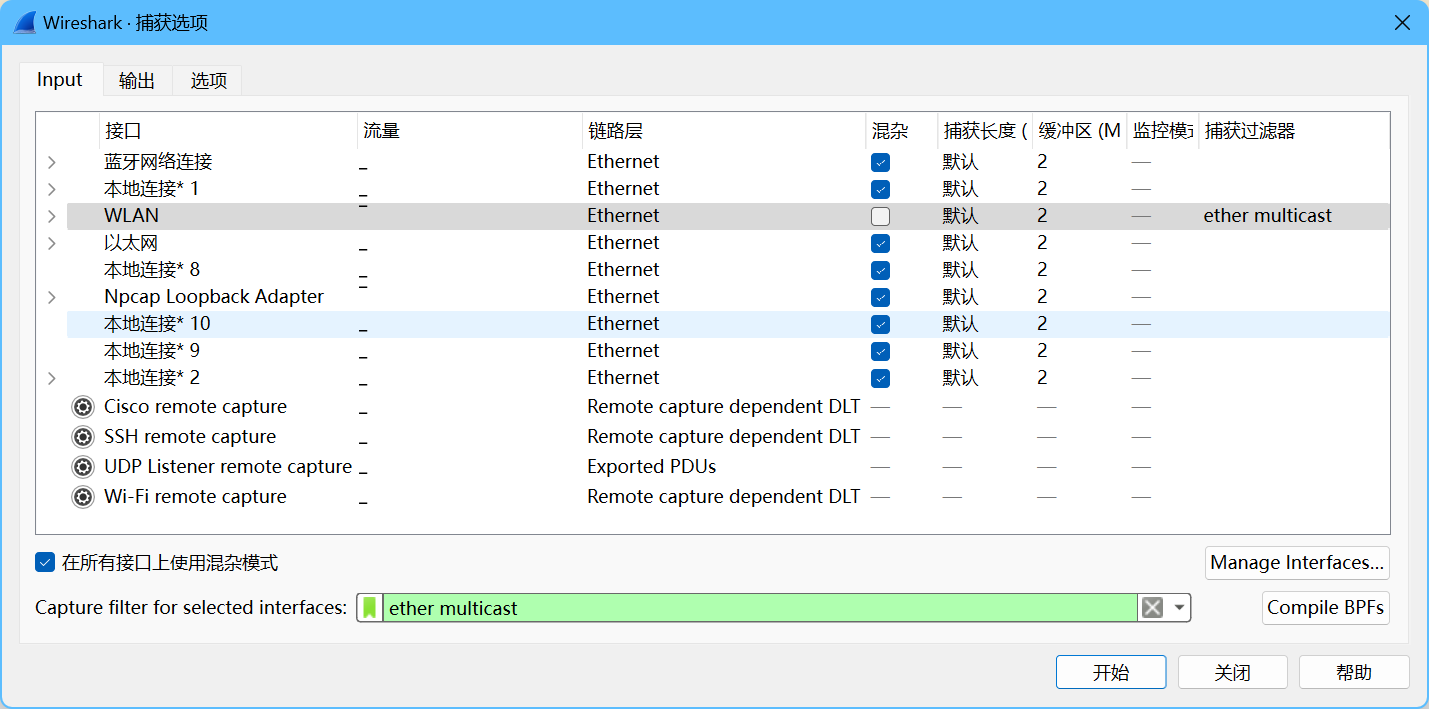 Wireshark · 捕获选项
Input 输出 选项
接口 流量 链路层 混杂 捕获长度 ( 缓冲区 (M 监控模式 捕获过滤器
蓝牙网络连接 _ Ethernet 默认 2 —
本地连接* 1 _ Ethernet 默认 2 —
WLAN _ Ethernet 默认 2 — ether multicast
以太网 _ Ethernet 默认 2 —
本地连接* 8 _ Ethernet 默认 2 —
Npcap Loopback Adapter _ Ethernet 默认 2 —
本地连接* 10 _ Ethernet 默认 2 —
本地连接* 9 _ Ethernet 默认 2 —
本地连接* 2 _ Ethernet 默认 2 —
Cisco remote capture _ Remote capture dependent DLT — — — —
SSH remote capture _ Remote capture dependent DLT — — — —
UDP Listener remote capture _ Exported PDUs — — — —
Wi-Fi remote capture _ Remote capture dependent DLT — — — —
在所有接口上使用混杂模式 Manage Interfaces...
Capture filter for selected interfaces: ether multicast Compile BPFs
开始 关闭 帮助